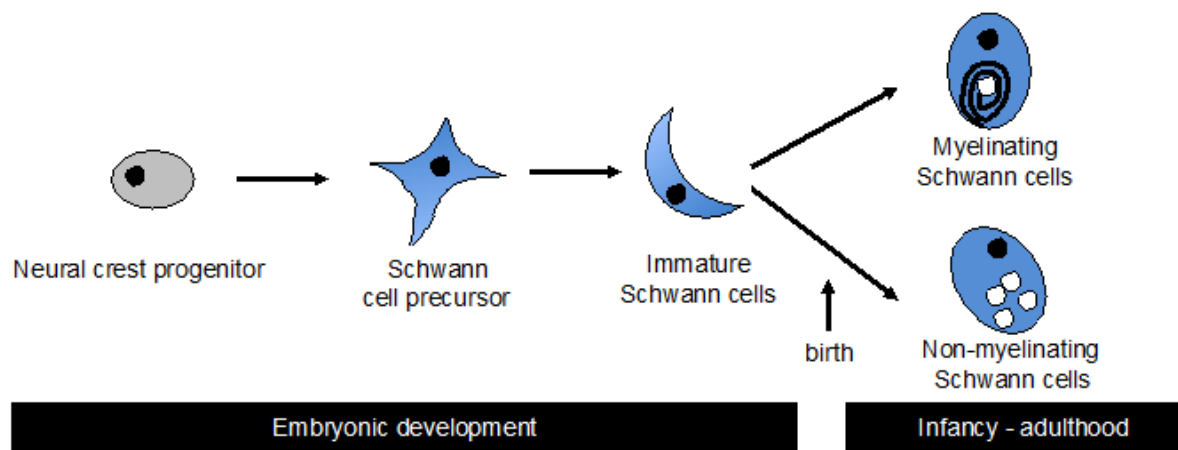 Neural crest progenitor
Schwann
cell precursor
Immature
Schwann cells
Myelinating
Schwann cells
birth
Non-myelinating
Schwann cells
Embryonic development
Infancy - adulthood